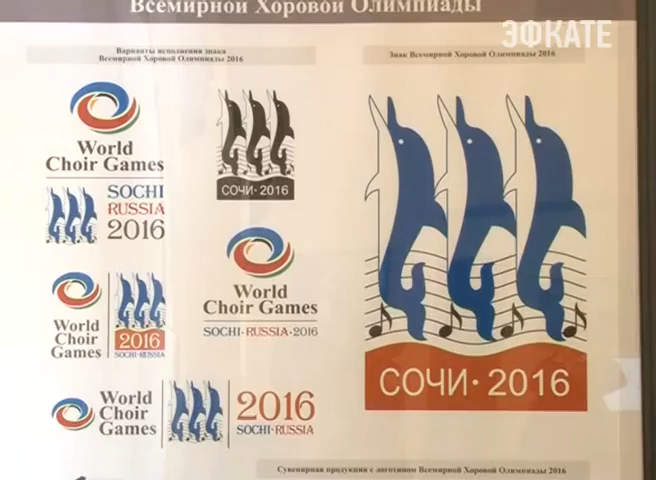 Всемирной Хоровой Олимпиады
ЭФКАТЕ
Варианты исполнения знака
Всемирной Хоровой Олимпиады 2016
Знак Всемирной Хоровой Олимпиады 2016
World
Choir Games
SOCHI
RUSSIA
2016
СОЧИ·2016
World
Choir Games
SOCHI·RUSSIA·2016
World
Choir
Games
2016
SOCHI·RUSSIA
World
Choir
Games
2016
SOCHI·RUSSIA
СОЧИ·2016
Сувенирная продукция с логотипом Всемирной Хоровой Олимпиады 2016